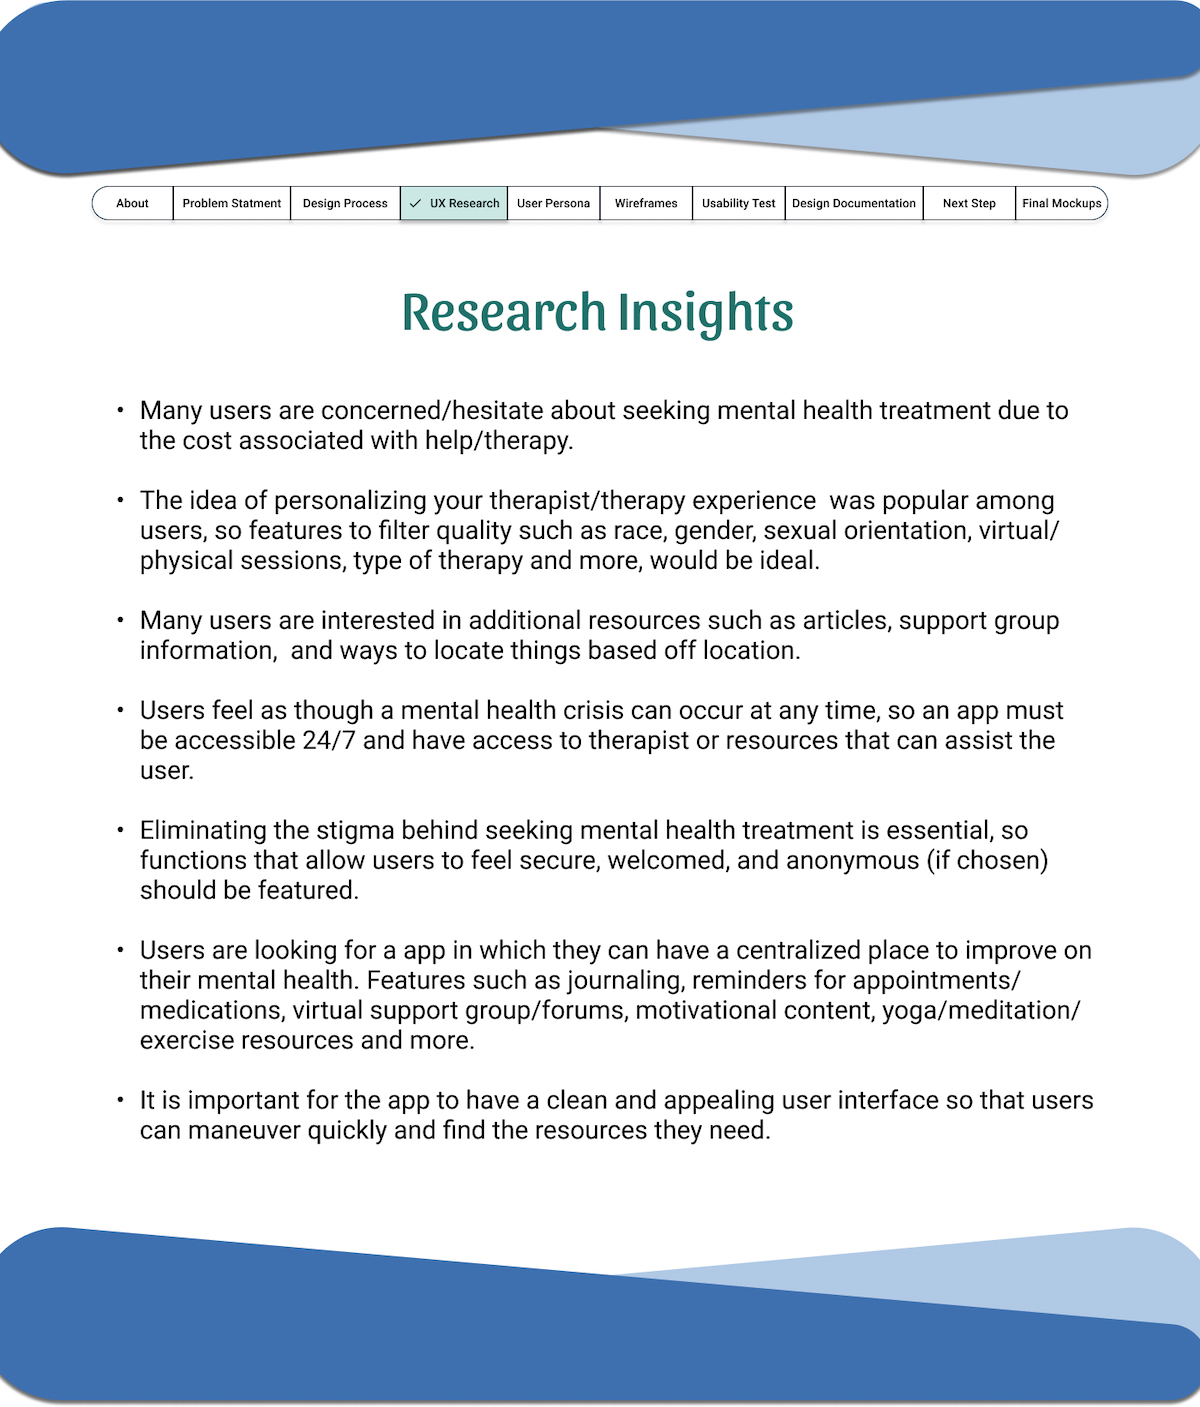 About Problem Statment Design Process UX Research User Persona Wireframes Usability Test Design Documentation Next Step Final Mockups
Research Insights
• Many users are concerned/hesitate about seeking mental health treatment due to
the cost associated with help/therapy.
• The idea of personalizing your therapist/therapy experience  was popular among
users, so features to filter quality such as race, gender, sexual orientation, virtual/
physical sessions, type of therapy and more, would be ideal.
• Many users are interested in additional resources such as articles, support group
information,  and ways to locate things based off location.
• Users feel as though a mental health crisis can occur at any time, so an app must
be accessible 24/7 and have access to therapist or resources that can assist the
user.
• Eliminating the stigma behind seeking mental health treatment is essential, so
functions that allow users to feel secure, welcomed, and anonymous (if chosen)
should be featured.
• Users are looking for a app in which they can have a centralized place to improve on
their mental health. Features such as journaling, reminders for appointments/
medications, virtual support group/forums, motivational content, yoga/meditation/
exercise resources and more.
• It is important for the app to have a clean and appealing user interface so that users
can maneuver quickly and find the resources they need.